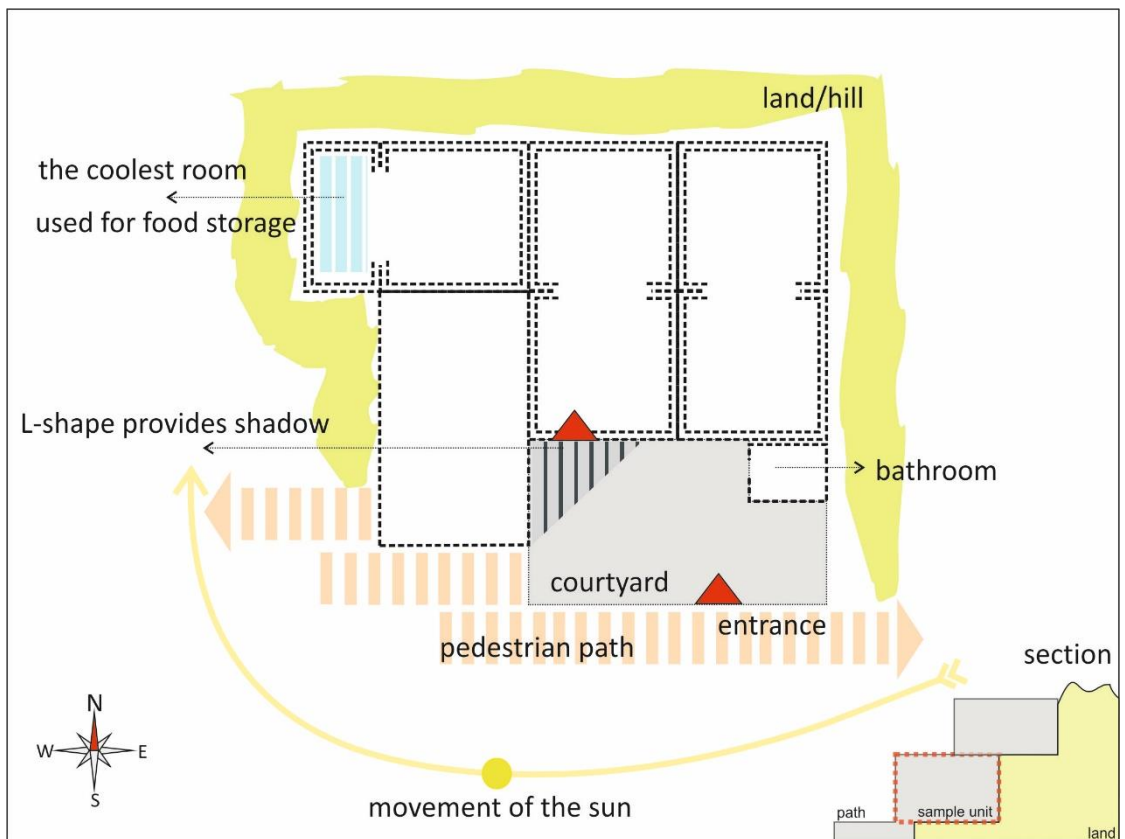 land/hill
the coolest room
used for food storage
L-shape provides shadow
bathroom
courtyard
entrance
pedestrian path
section
N
W
E
S
movement of the sun
path
sample unit
land